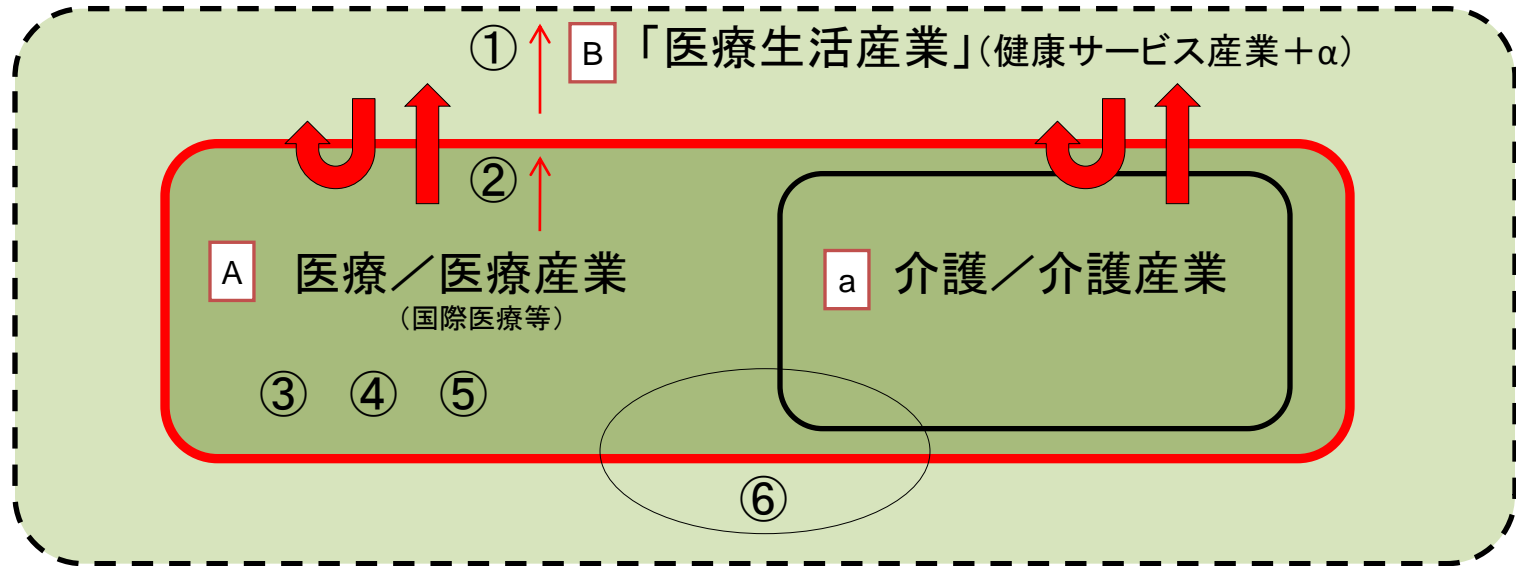 ① B 「医療生活産業」(健康サービス産業+α)
②
A 医療/医療産業
(国際医療等)
a 介護/介護産業
③ ④ ⑤
⑥